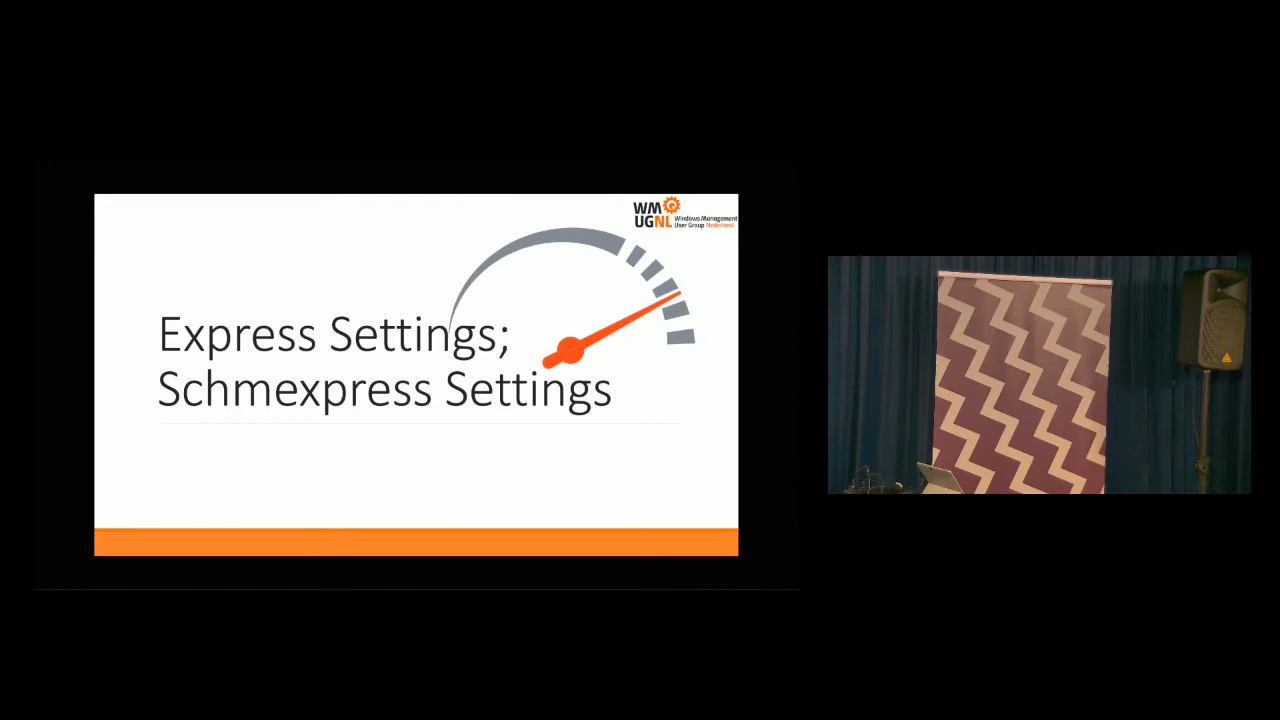 WM
UGNL
Windows Management
User Group Nederland
Express Settings;
Schmexpress Settings